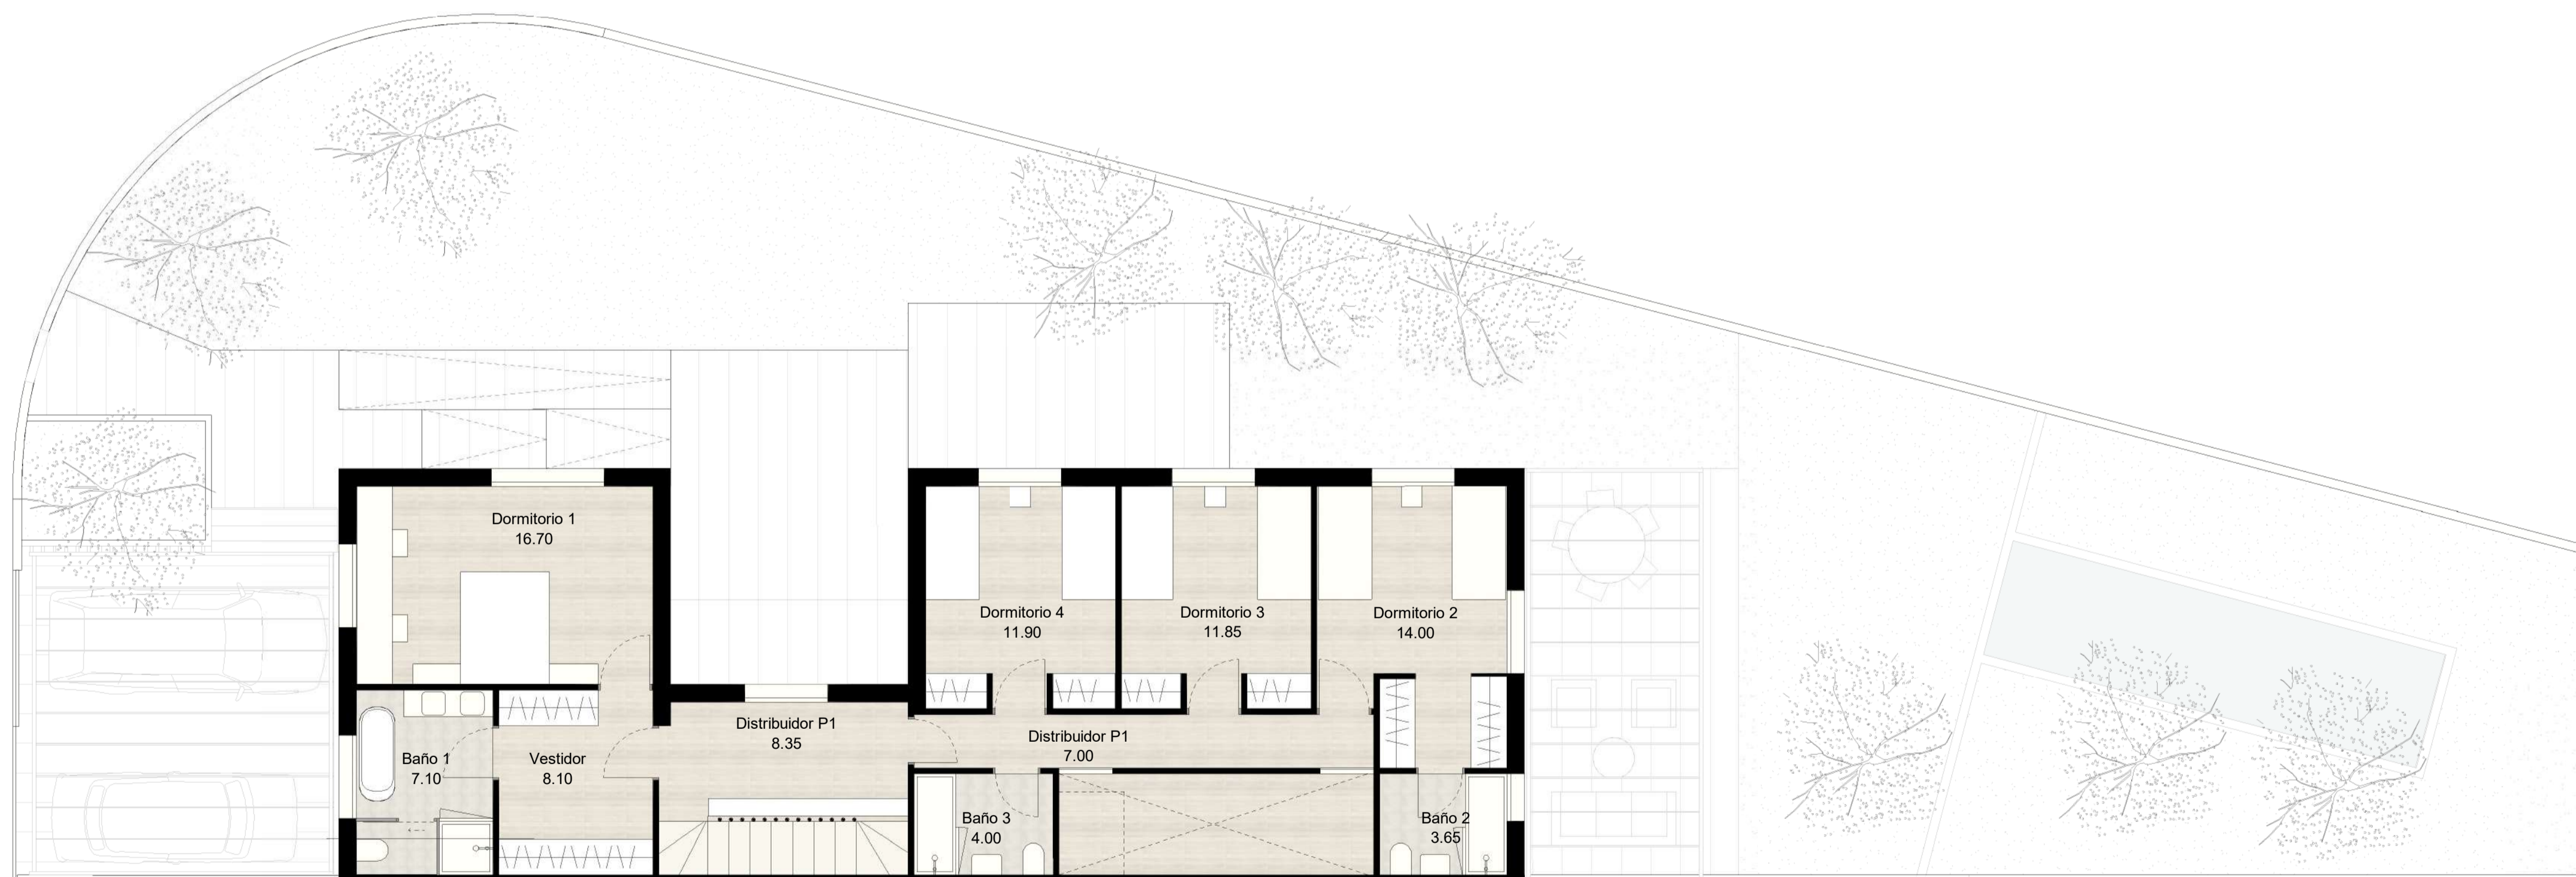 Dormitorio 1
16.70
Dormitorio 4
11.90
Dormitorio 3
11.85
Dormitorio 2
14.00
Distribuidor P1
8.35
Distribuidor P1
7.00
Baño 1
7.10
Vestidor
8.10
Baño 3
4.00
Baño 2
3.65